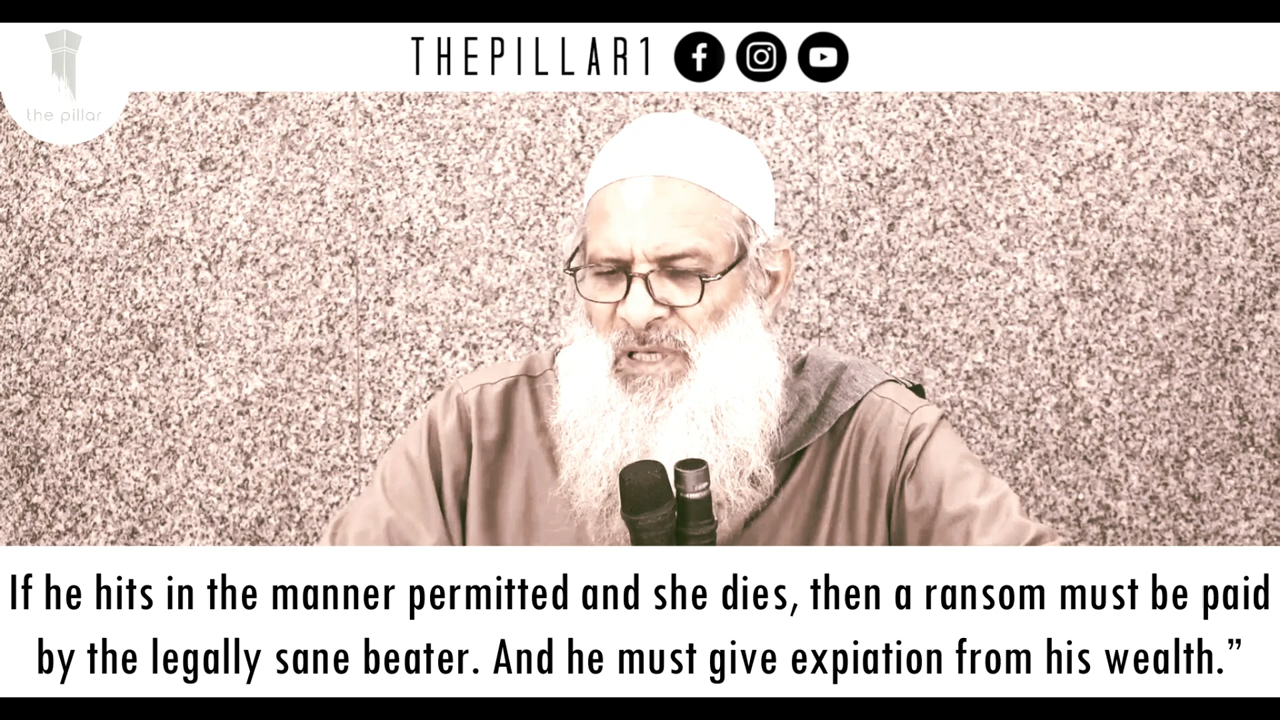 THEPILLAR1
the pillar
If he hits in the manner permitted and she dies, then a ransom must be paid
by the legally sane beater. And he must give expiation from his wealth.”